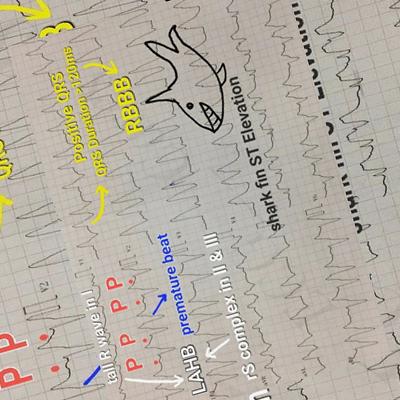 Positive QRS
QRS Duration >120ms
RBBB
shark fin ST Elevation
P P
V2
tall R wave in I
P P P P
premature beat
LAHB
rS complex in II & III